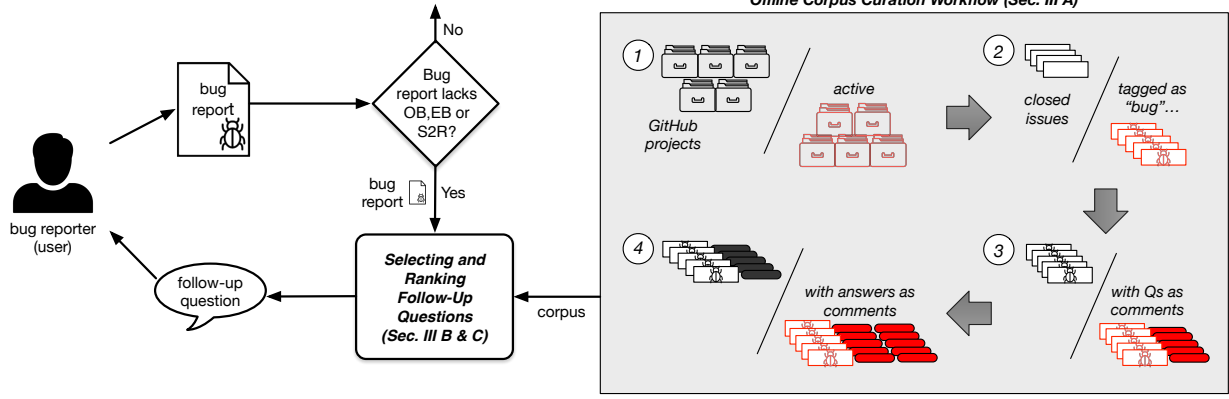 Offline Corpus Curation Workflow (Sec. III A)
No
Bug
report lacks
OB,EB or
S2R?
bug
report
bug
report
Yes
bug reporter
(user)
follow-up
question
Selecting and
Ranking
Follow-Up
Questions
(Sec. III B & C)
corpus
1
GitHub
projects
active
2
closed
issues
tagged as
“bug”…
3
with Qs as
comments
4
with answers as
comments